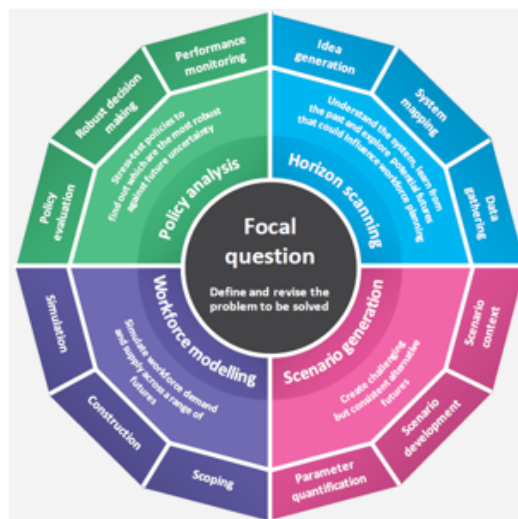 Focal
question
Define and revise the
problem to be solved
Horizon scanning
Understand the system, learn from
the past and explore potential futures
that could influence workforce planning
Idea
generation
System
mapping
Data
gathering
Scenario generation
Create challenging
but consistent alternative
futures
Scenario
context
Scenario
development
Parameter
quantification
Workforce modelling
Simulate workforce demand
and supply across a range of
futures
Scoping
Construction
Simulation
Policy analysis
Stress-test policies to
find out which are the most robust
against future uncertainty
Policy
evaluation
Robust decision
making
Performance
monitoring